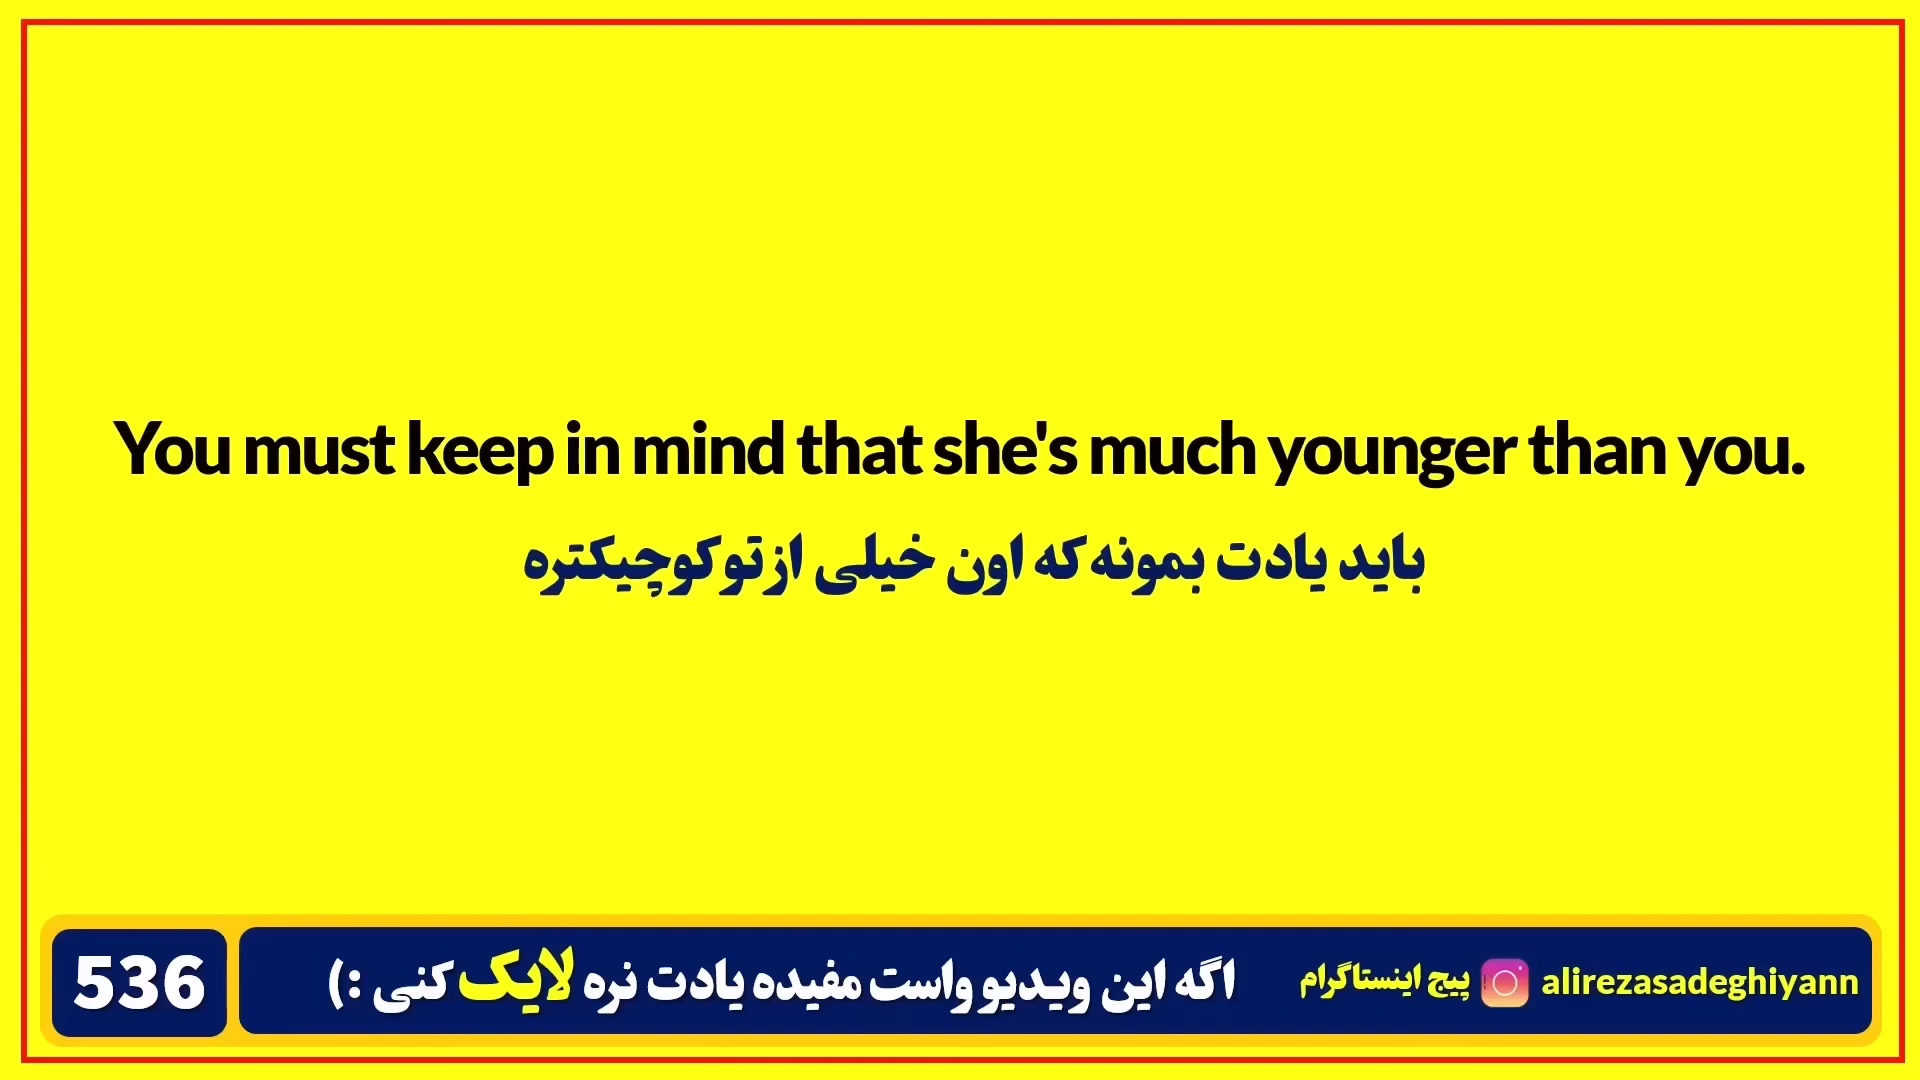 You must keep in mind that she's much younger than you.
باید یادت بمونه که اون خیلی از تو کوچیکتره
536
اگه این ویدیو واست مفیده یادت نره لایک کنی :)
پیج اینستاگرام alirezasadeghiyann